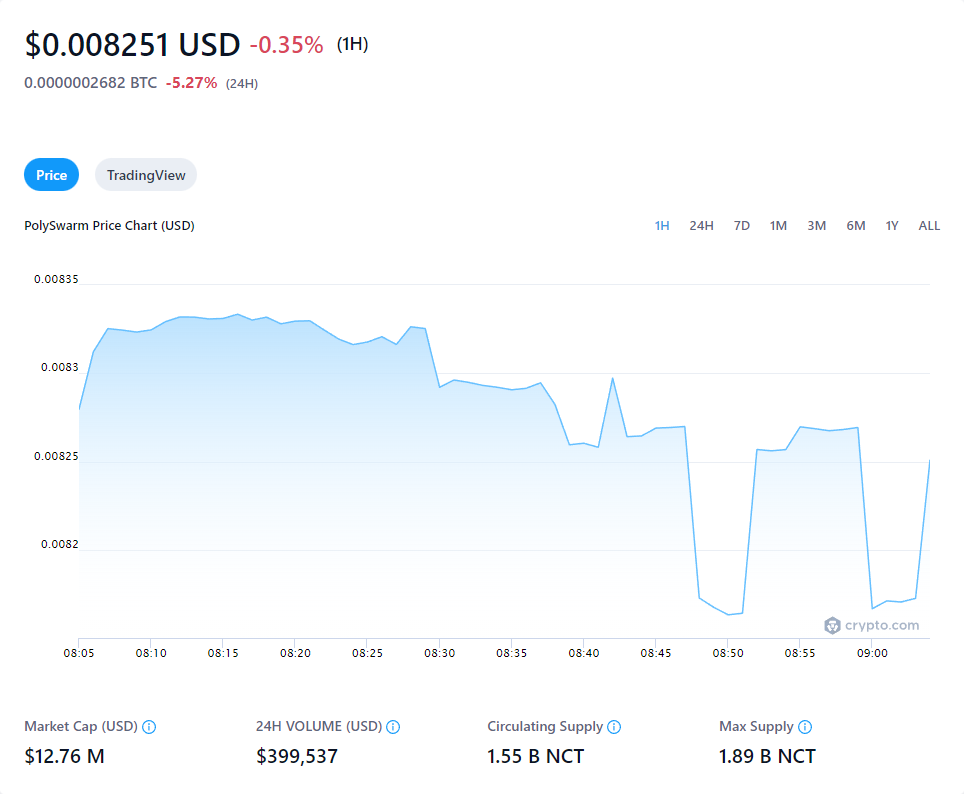 $0.008251 USD -0.35% (1H)
0.0000002682 BTC -5.27% (24H)
Price TradingView
PolySwarm Price Chart (USD) 1H 24H 7D 1M 3M 6M 1Y ALL
0.00835
0.0083
0.00825
0.0082
crypto.com
08:05 08:10 08:15 08:20 08:25 08:30 08:35 08:40 08:45 08:50 08:55 09:00
Market Cap (USD) 24H VOLUME (USD) Circulating Supply Max Supply
$12.76 M $399,537 1.55 B NCT 1.89 B NCT